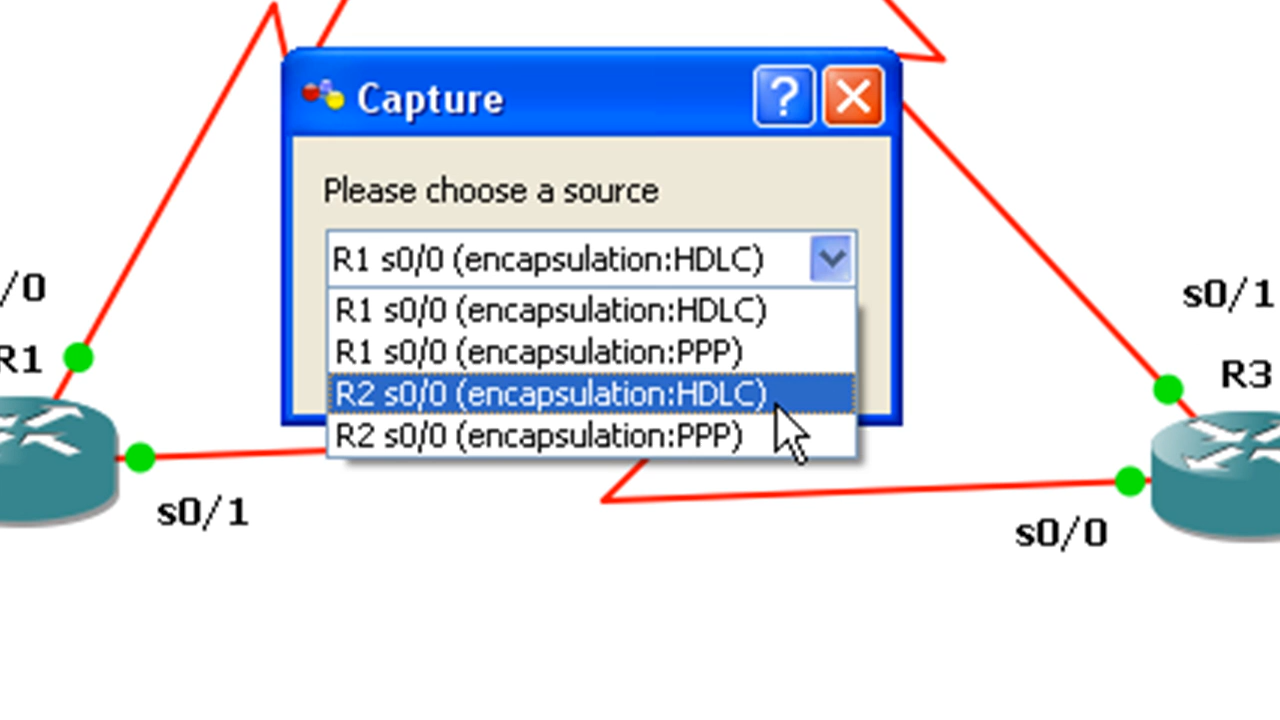 Capture
Please choose a source
R1 s0/0 (encapsulation:HDLC)
R1 s0/0 (encapsulation:HDLC)
R1 s0/0 (encapsulation:PPP)
R2 s0/0 (encapsulation:HDLC)
R2 s0/0 (encapsulation:PPP)
/0
R1
s0/1
s0/1
R3
s0/0